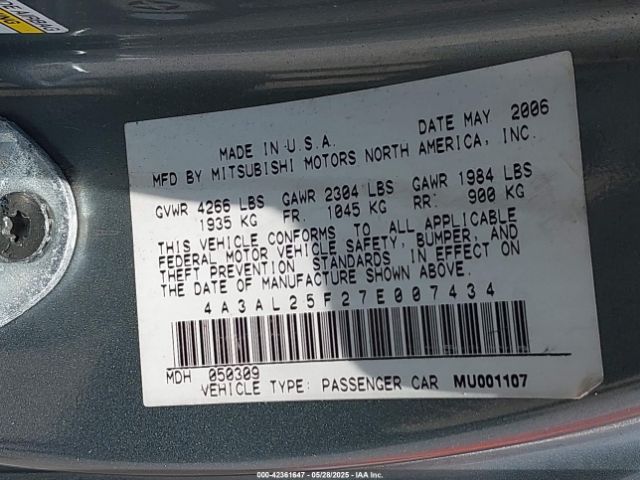 MADE IN U.S.A. DATE MAY 2006
MFD BY MITSUBISHI MOTORS NORTH AMERICA, INC.
GVWR 4266 LBS GAWR 2304 LBS GAWR 1984 LBS
1935 KG FR: 1045 KG RR: 900 KG
THIS VEHICLE CONFORMS TO ALL APPLICABLE
FEDERAL MOTOR VEHICLE SAFETY, BUMPER, AND
THEFT PREVENTION STANDARDS IN EFFECT ON
THE DATE OF MANUFACTURE SHOWN ABOVE.
4A3AL25F27E007434
MDH 050309
VEHICLE TYPE: PASSENGER CAR MU001107
000-42361647 - 05/28/2025 - IAA Inc.